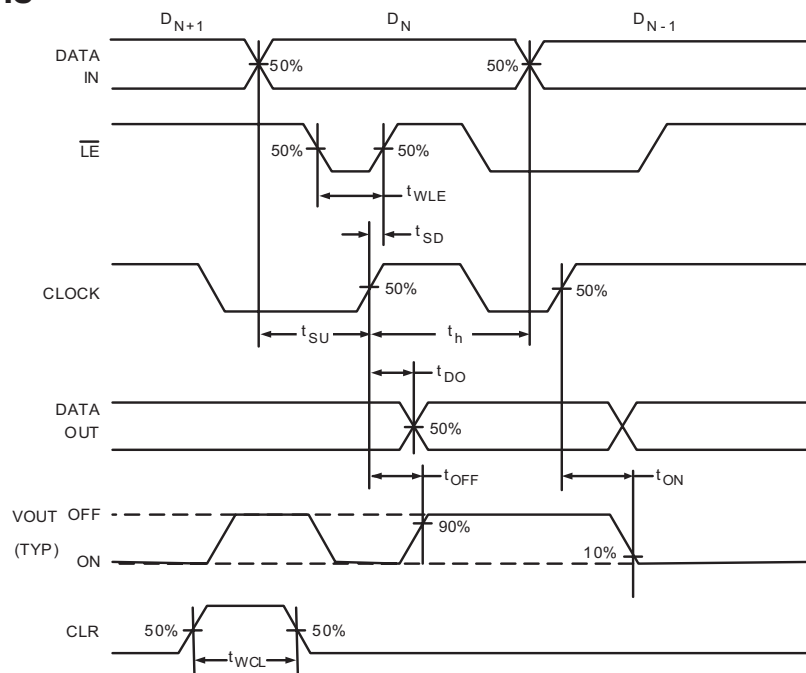 D N+1 D N D N - 1
DATA IN
50% 50%
LE
50% 50%
t WLE
t SD
CLOCK
50% 50%
t SU t h
t DO
DATA OUT
50%
t OFF t ON
VOUT OFF
90%
(TYP)
10%
ON
CLR
50% 50%
t WCL